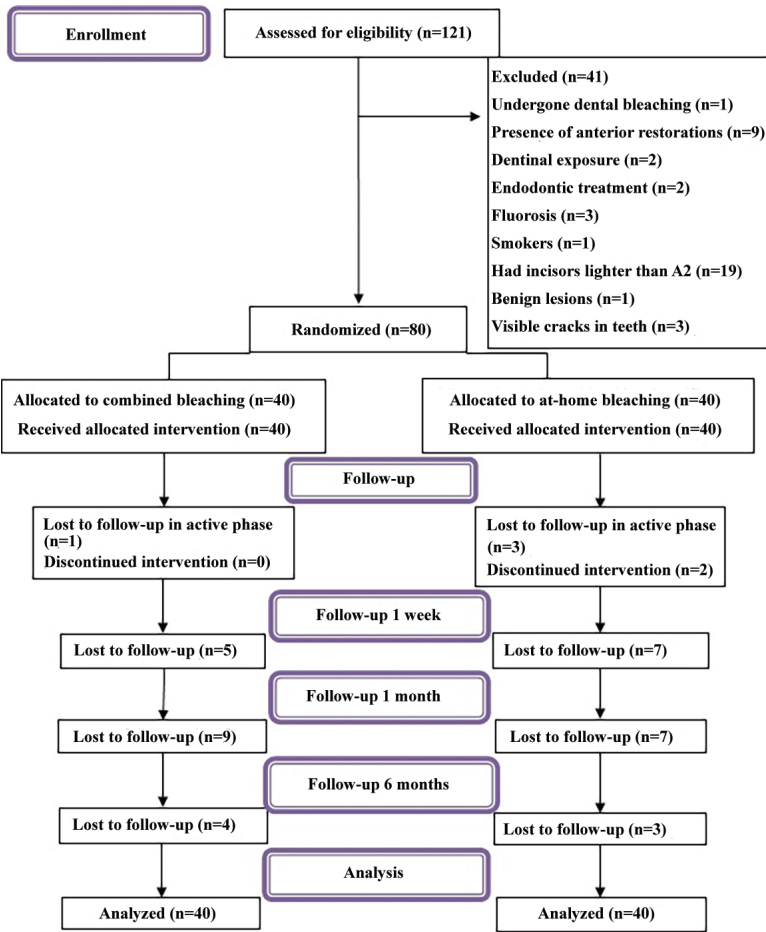 Enrollment
Assessed for eligibility (n=121)
Excluded (n=41)
Undergone dental bleaching (n=1)
Presence of anterior restorations (n=9)
Dentinal exposure (n=2)
Endodontic treatment (n=2)
Fluorosis (n=3)
Smokers (n=1)
Had incisors lighter than A2 (n=19)
Benign lesions (n=1)
Visible cracks in teeth (n=3)
Randomized (n=80)
Allocated to combined bleaching (n=40)
Received allocated intervention (n=40)
Allocated to at-home bleaching (n=40)
Received allocated intervention (n=40)
Follow-up
Lost to follow-up in active phase
(n=1)
Discontinued intervention (n=0)
Lost to follow-up in active phase
(n=3)
Discontinued intervention (n=2)
Follow-up 1 week
Lost to follow-up (n=5)
Lost to follow-up (n=7)
Follow-up 1 month
Lost to follow-up (n=9)
Lost to follow-up (n=7)
Follow-up 6 months
Lost to follow-up (n=4)
Lost to follow-up (n=3)
Analysis
Analyzed (n=40)
Analyzed (n=40)